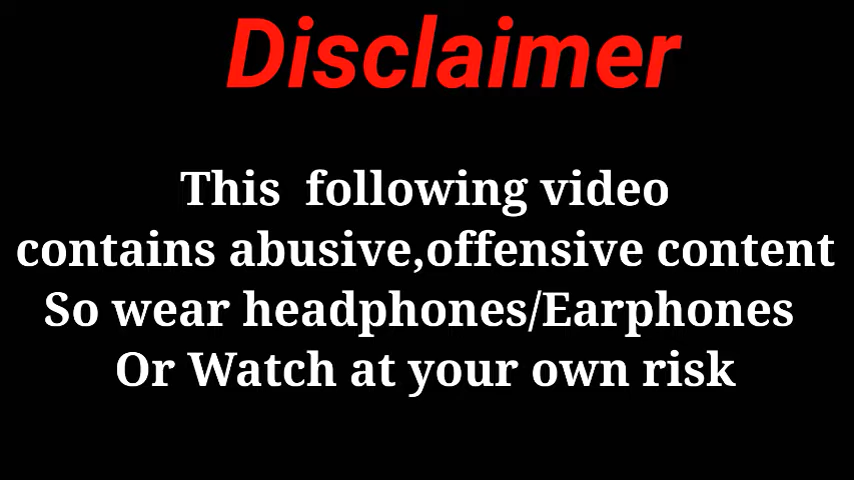 Disclaimer
This  following video
contains abusive,offensive content
So wear headphones/Earphones
Or Watch at your own risk